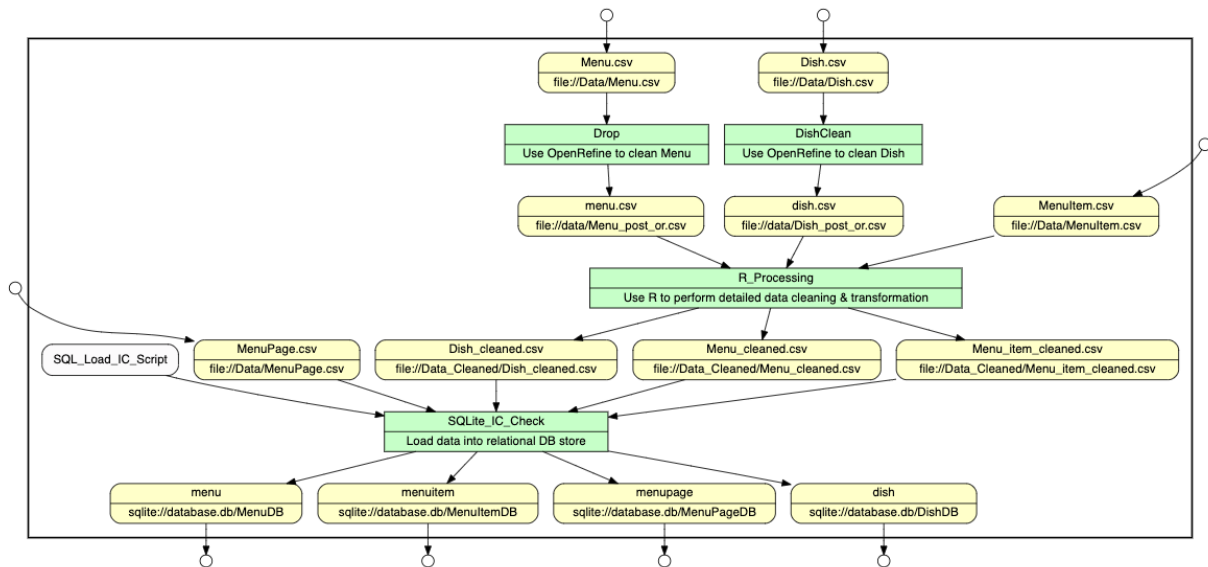 Menu.csv
file://Data/Menu.csv
Dish.csv
file://Data/Dish.csv
Drop
Use OpenRefine to clean Menu
DishClean
Use OpenRefine to clean Dish
menu.csv
file://data/Menu_post_or.csv
dish.csv
file://data/Dish_post_or.csv
MenuItem.csv
file://Data/MenuItem.csv
R_Processing
Use R to perform detailed data cleaning & transformation
SQL_Load_IC_Script
MenuPage.csv
file://Data/MenuPage.csv
Dish_cleaned.csv
file://Data_Cleaned/Dish_cleaned.csv
Menu_cleaned.csv
file://Data_Cleaned/Menu_cleaned.csv
Menu_item_cleaned.csv
file://Data_Cleaned/Menu_item_cleaned.csv
SQLite_IC_Check
Load data into relational DB store
menu
sqlite://database.db/MenuDB
menuitem
sqlite://database.db/MenuItemDB
menupage
sqlite://database.db/MenuPageDB
dish
sqlite://database.db/DishDB